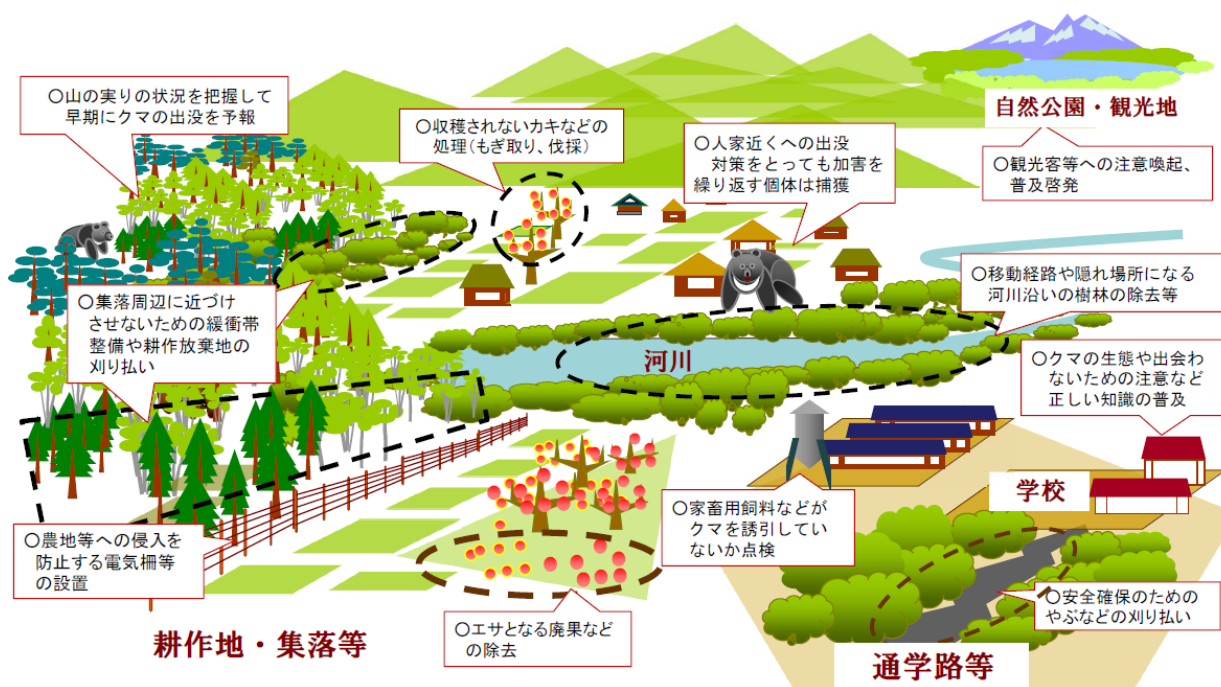 ○山の実りの状況を把握して
早期にクマの出没を予報
○収穫されないカキなどの
処理(もぎ取り、伐採)
○人家近くへの出没
対策をとっても加害を
繰り返す個体は捕獲
自然公園・観光地
○観光客等への注意喚起、
普及啓発
○集落周辺に近づけ
させないための緩衝帯
整備や耕作放棄地の
刈り払い
○移動経路や隠れ場所になる
河川沿いの樹林の除去等
河川
○クマの生態や出会わ
ないための注意など
正しい知識の普及
学校
○農地等への侵入を
防止する電気柵等
の設置
○家畜用飼料などが
クマを誘引してい
ないか点検
○エサとなる廃果など
の除去
○安全確保のための
やぶなどの刈り払い
耕作地・集落等
通学路等